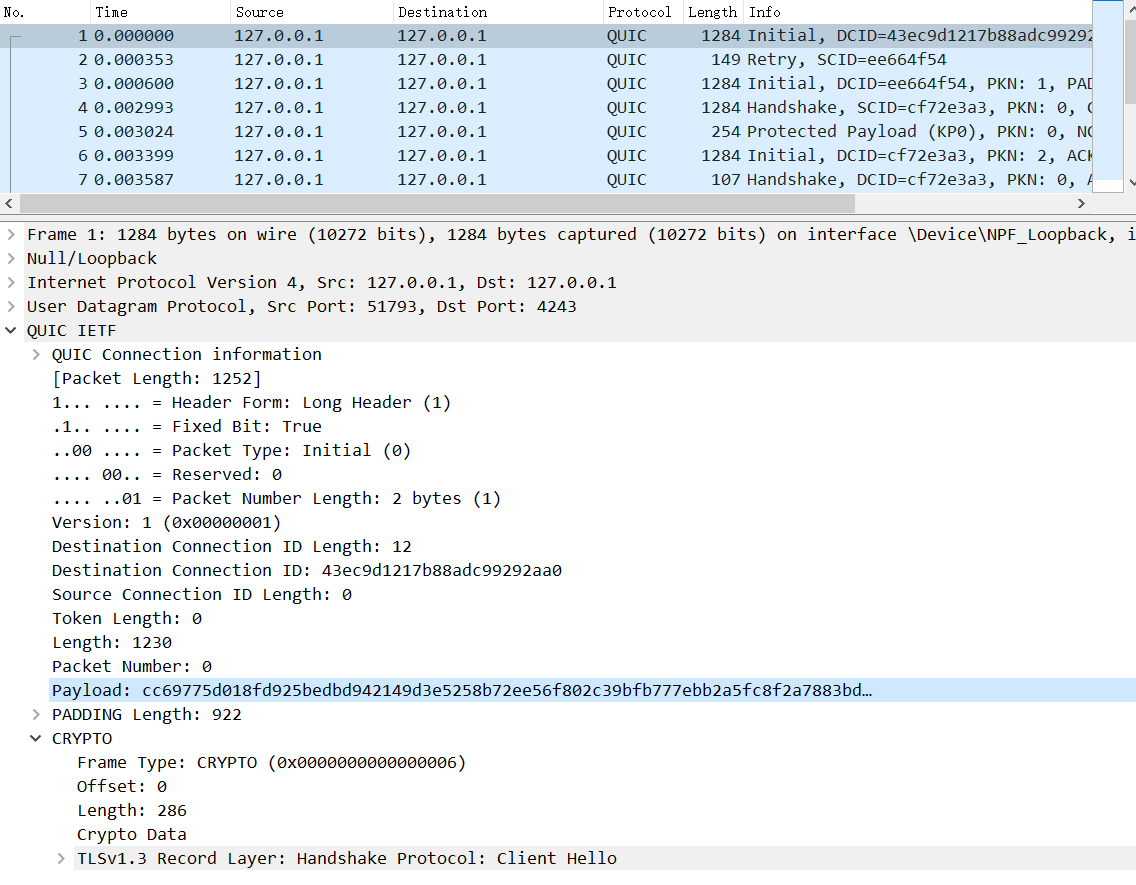 No. Time Source Destination Protocol Length Info
1 0.000000 127.0.0.1 127.0.0.1 QUIC 1284 Initial, DCID=43ec9d1217b88adc99292
2 0.000353 127.0.0.1 127.0.0.1 QUIC 149 Retry, SCID=ee664f54
3 0.000600 127.0.0.1 127.0.0.1 QUIC 1284 Initial, DCID=ee664f54, PKN: 1, PAD
4 0.002993 127.0.0.1 127.0.0.1 QUIC 1284 Handshake, SCID=cf72e3a3, PKN: 0, C
5 0.003024 127.0.0.1 127.0.0.1 QUIC 254 Protected Payload (KP0), PKN: 0, NC
6 0.003399 127.0.0.1 127.0.0.1 QUIC 1284 Initial, DCID=cf72e3a3, PKN: 2, ACK
7 0.003587 127.0.0.1 127.0.0.1 QUIC 107 Handshake, DCID=cf72e3a3, PKN: 0, A
Frame 1: 1284 bytes on wire (10272 bits), 1284 bytes captured (10272 bits) on interface \Device\NPF_Loopback, i
Null/Loopback
Internet Protocol Version 4, Src: 127.0.0.1, Dst: 127.0.0.1
User Datagram Protocol, Src Port: 51793, Dst Port: 4243
QUIC IETF
QUIC Connection information
[Packet Length: 1252]
1... .... = Header Form: Long Header (1)
.1.. .... = Fixed Bit: True
..00 .... = Packet Type: Initial (0)
.... 00.. = Reserved: 0
.... ..01 = Packet Number Length: 2 bytes (1)
Version: 1 (0x00000001)
Destination Connection ID Length: 12
Destination Connection ID: 43ec9d1217b88adc99292aa0
Source Connection ID Length: 0
Token Length: 0
Length: 1230
Packet Number: 0
Payload: cc69775d018fd925bedbd942149d3e5258b72ee56f802c39bfb777ebb2a5fc8f2a7883bd…
PADDING Length: 922
CRYPTO
Frame Type: CRYPTO (0x0000000000000006)
Offset: 0
Length: 286
Crypto Data
TLSv1.3 Record Layer: Handshake Protocol: Client Hello